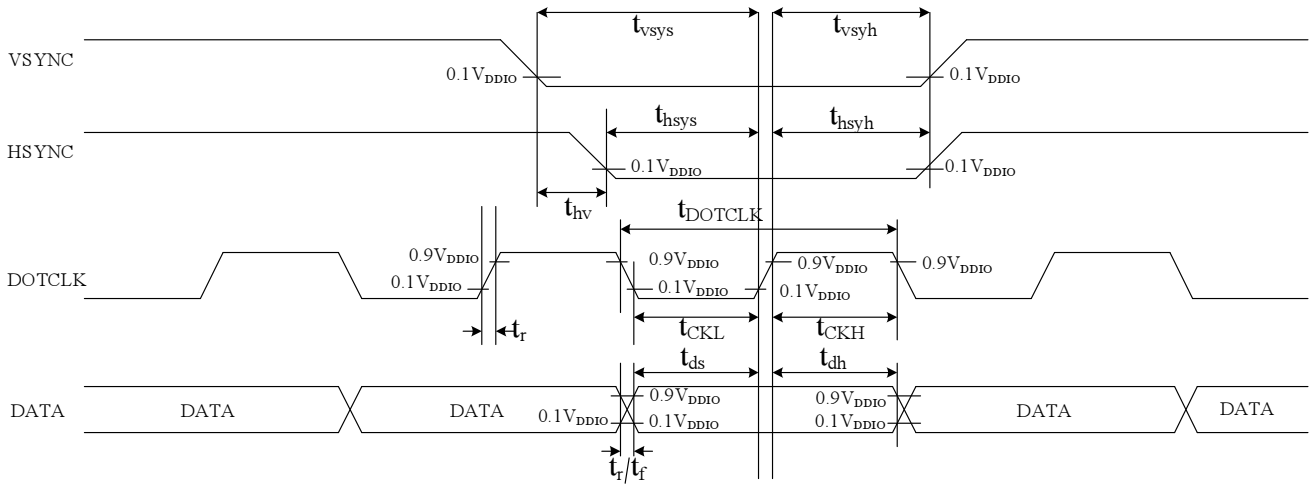 tvsys tvsyh
VSYNC
0.1VDDIO 0.1VDDIO
thsys thsyh
HSYNC
0.1VDDIO 0.1VDDIO
thv
tDOTCLK
0.9VDDIO 0.9VDDIO 0.9VDDIO 0.9VDDIO
DOTCLK
0.1VDDIO 0.1VDDIO 0.1VDDIO
tr
tCKL tCKH
tds tdh
0.9VDDIO 0.9VDDIO
DATA DATA DATA DATA DATA
0.1VDDIO 0.1VDDIO 0.1VDDIO
tr/tf